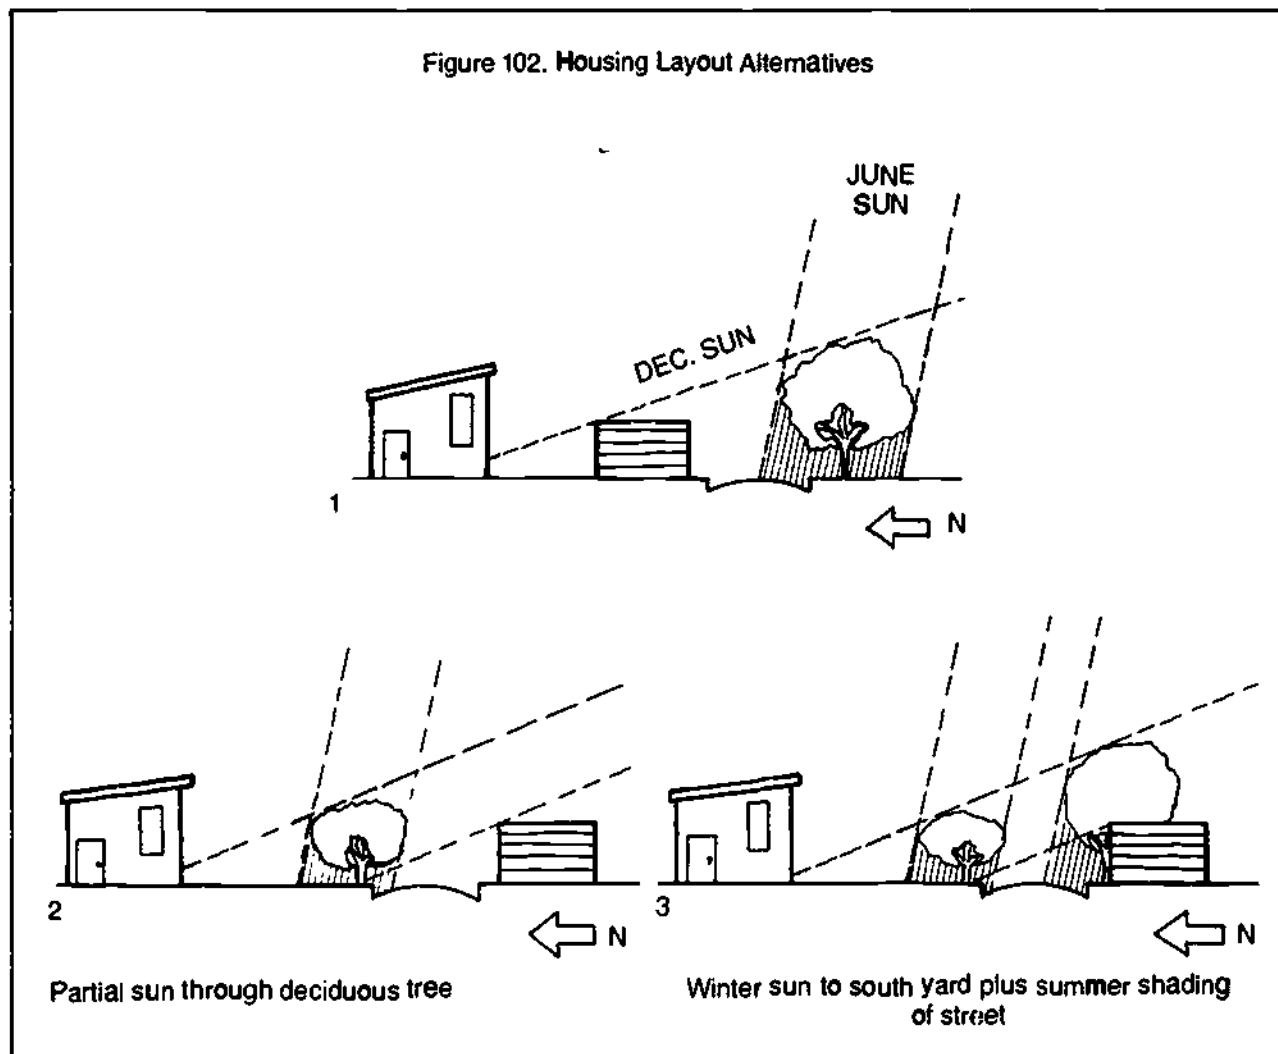 Figure 102. Housing Layout Alternatives
JUNE
SUN
DEC. SUN
1
N
2
N
3
N
Partial sun through deciduous tree
Winter sun to south yard plus summer shading
of street